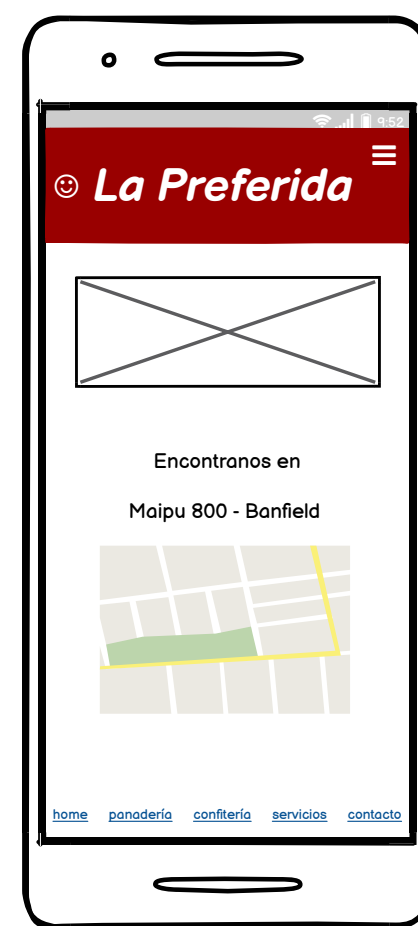 9:52
La Preferida
Encontranos en
Maipu 800 - Banfield
home panadería confitería servicios contacto